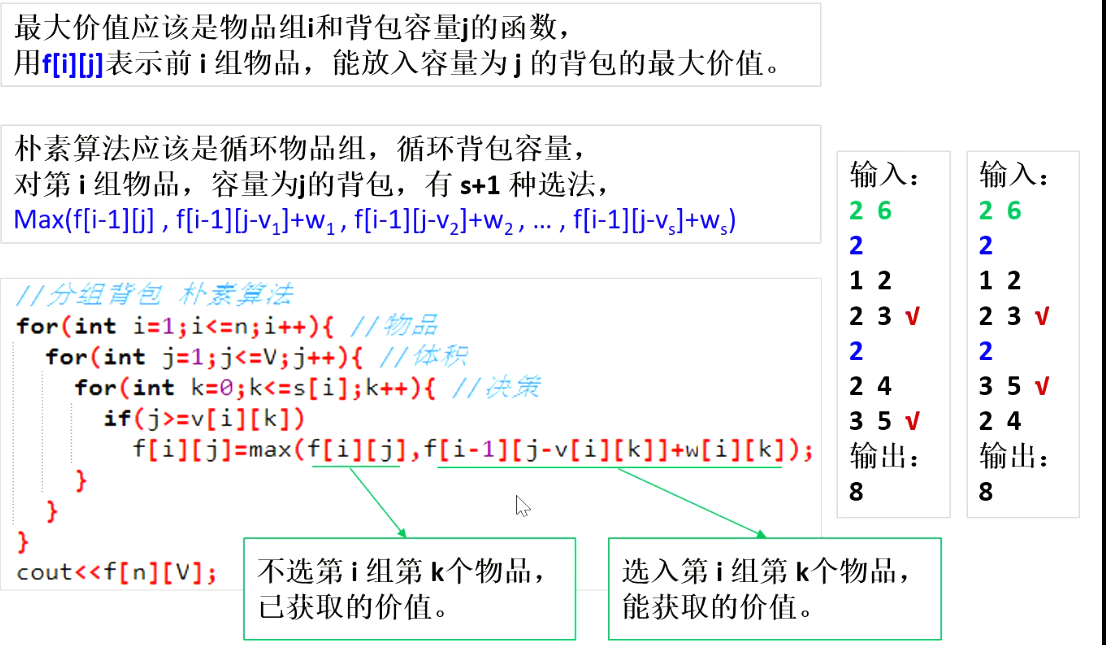 最大价值应该是物品组i和背包容量j的函数，
用f[i][j]表示前 i 组物品，能放入容量为 j 的背包的最大价值。
朴素算法应该是循环物品组，循环背包容量，
对第 i 组物品，容量为j的背包，有 s+1 种选法，
Max(f[i-1][j] , f[i-1][j-v₁]+w₁ , f[i-1][j-v₂]+w₂ , … , f[i-1][j-vₛ]+wₛ)
//分组背包 朴素算法
for(int i=1;i<=n;i++){ //物品
for(int j=1;j<=V;j++){ //体积
for(int k=0;k<=s[i];k++){ //决策
if(j>=v[i][k])
f[i][j]=max(f[i][j],f[i-1][j-v[i][k]]+w[i][k]);
}
}
}
cout<<f[n][V];
不选第 i 组第 k个物品，
已获取的价值。
选入第 i 组第 k个物品，
能获取的价值。
输入：
2 6
2
1 2
2 3 √
2
2 4
3 5 √
输出：
8
输入：
2 6
2
1 2
2 3 √
2
3 5 √
2 4
输出：
8